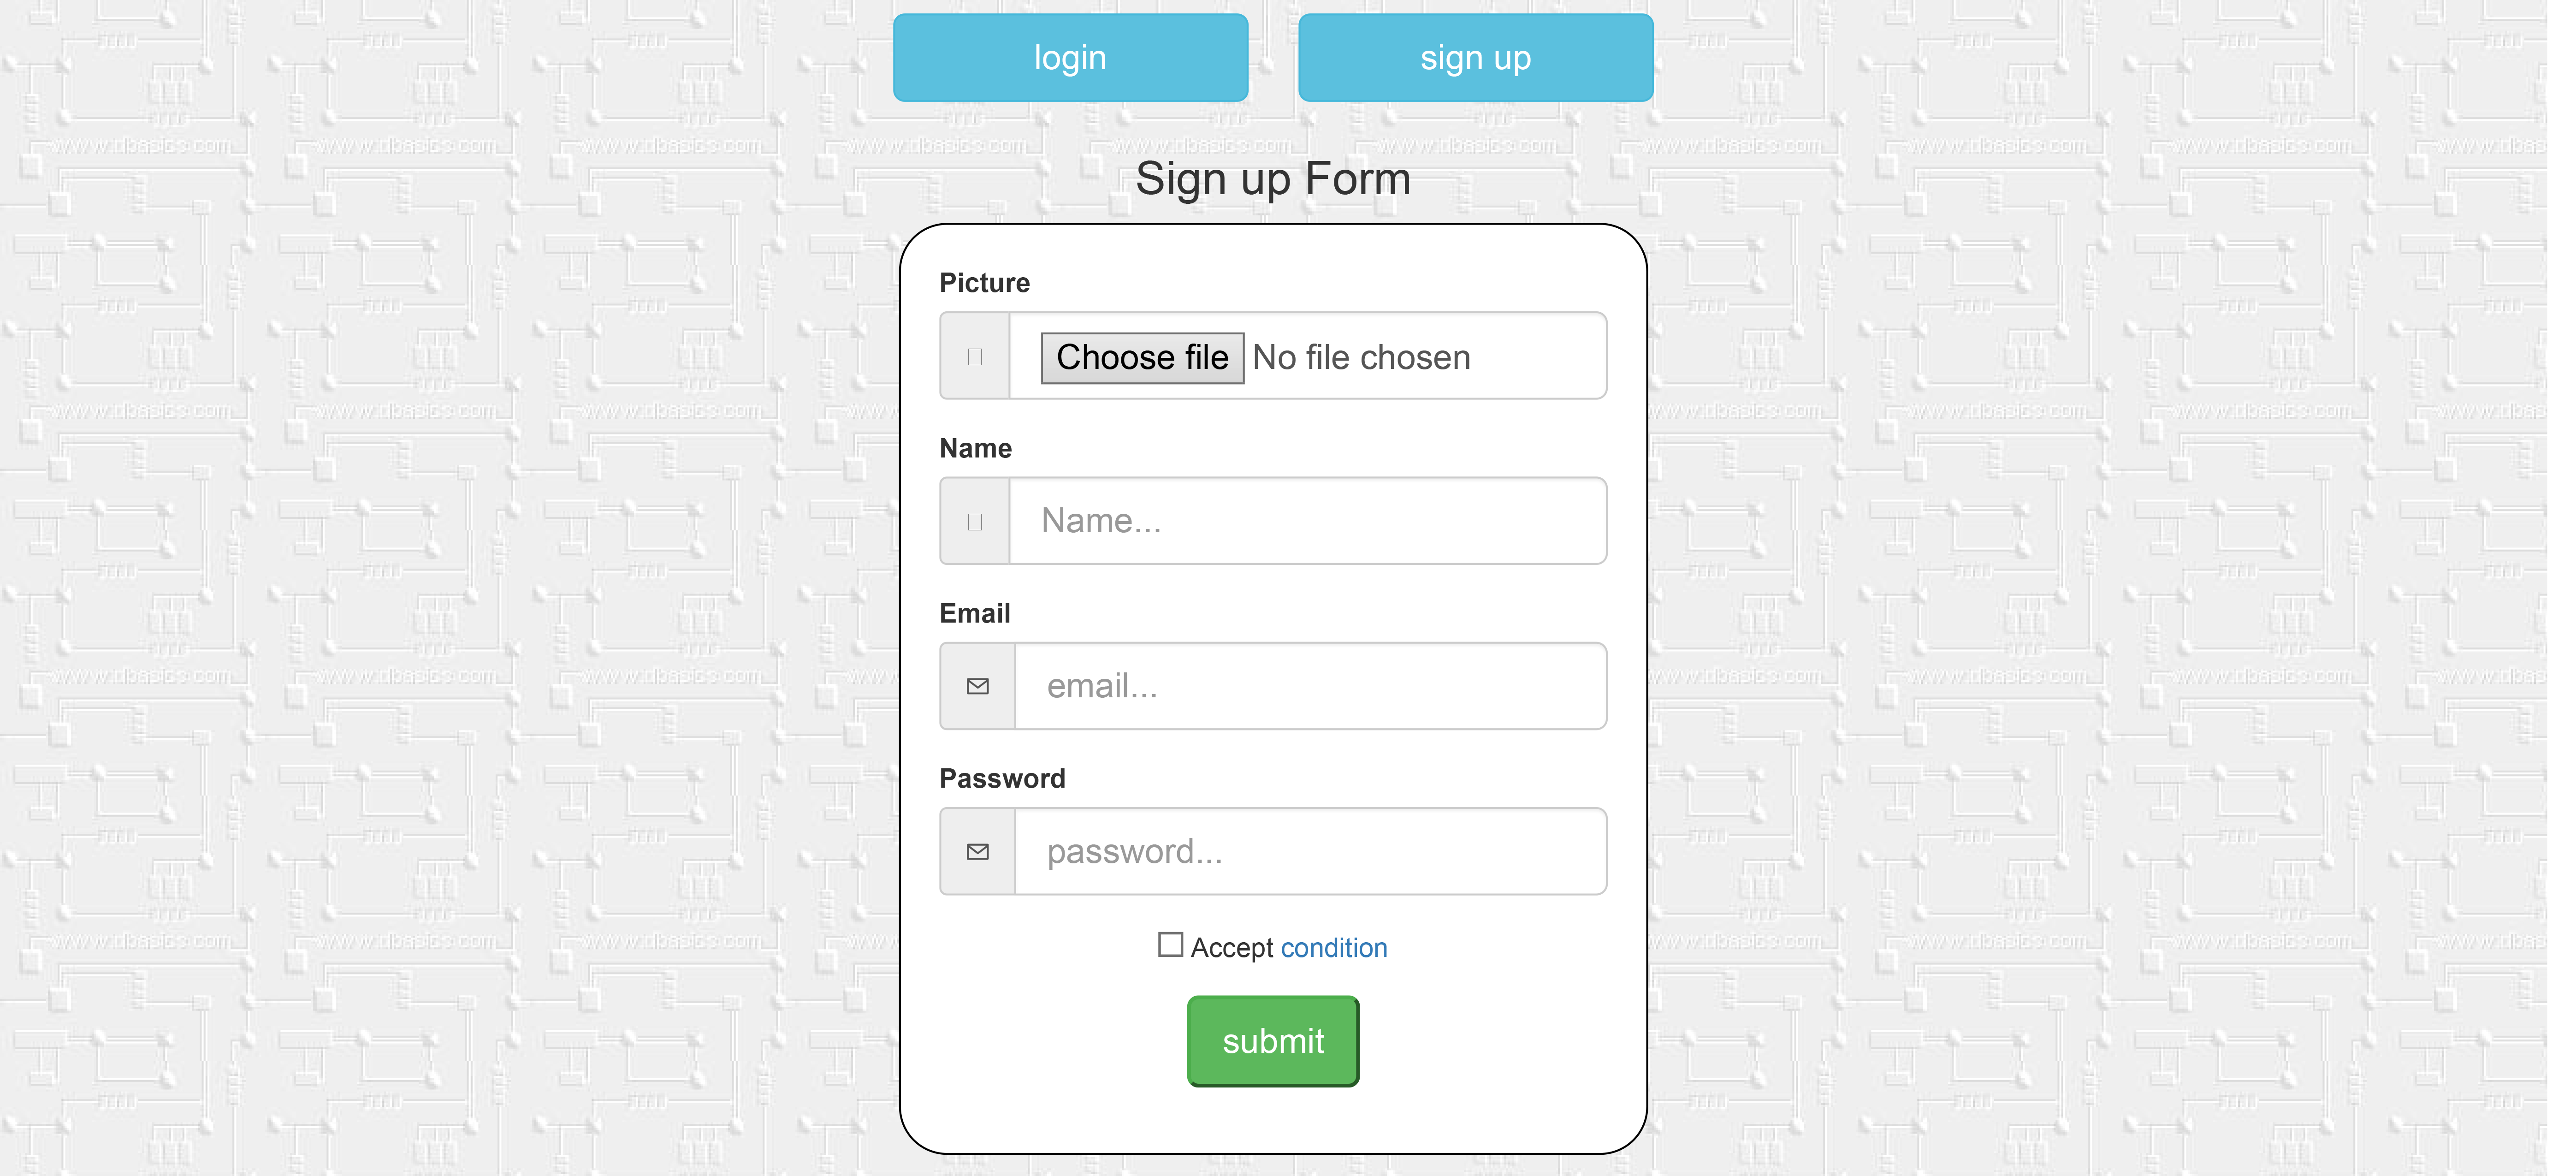 login
sign up
Sign up Form
Picture
Choose file No file chosen
Name
Name...
Email
email...
Password
password...
Accept condition
submit